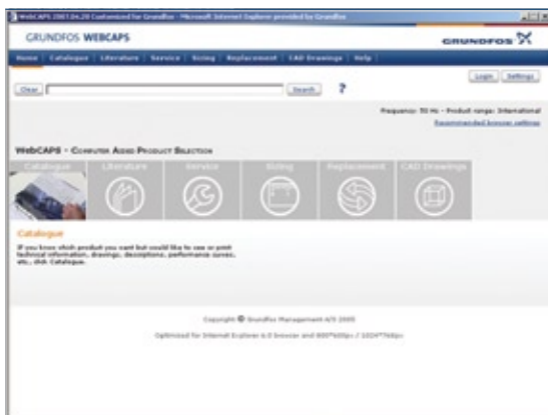 WebCAPS 2007.04.20 Customized for Grundfos - Microsoft Internet Explorer provided by Grundfos
GRUNDFOS WEBCAPS
GRUNDFOS
Home | Catalogue | Literature | Service | Sizing | Replacement | CAD Drawings | Help |
Login Settings
Clear Search ?
Frequency: 50 Hz - Product range: International
Recommended browser settings
WebCAPS - Computer Aided Product Selection
Catalogue Literature Service Sizing Replacement CAD Drawings
Catalogue
If you know which product you want but would like to see or print
technical information, drawings, descriptions, performance curves,
etc., click Catalogue.
Copyright © Grundfos Management A/S 2005
Optimized for Internet Explorer 6.0 browser and 800*600px / 1024*768px